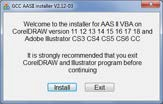 GCC AASII installer V2.12-03
Welcome to the installer for AAS II VBA on
CorelDRAW version 11 12 13 14 15 16 17 18 and
Adobe Illustrator CS3 CS4 CS5 CS6 CC
It is strongly recommended that you exit
CorelDRAW and Illustrator program before
continuing
Install
Exit